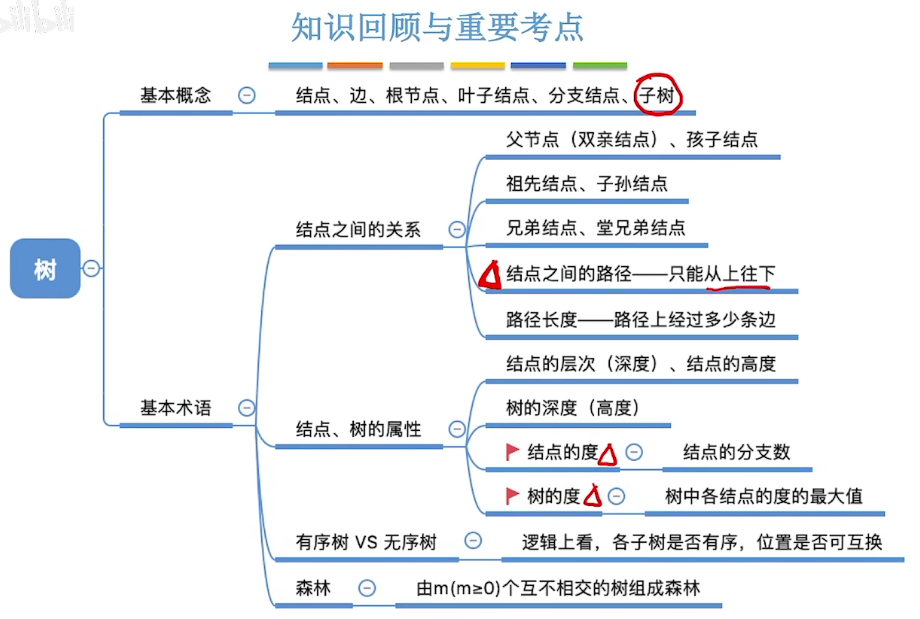 bilibili
知识回顾与重要考点
树
基本概念
结点、边、根节点、叶子结点、分支结点、子树
基本术语
结点之间的关系
父节点（双亲结点）、孩子结点
祖先结点、子孙结点
兄弟结点、堂兄弟结点
结点之间的路径——只能从上往下
路径长度——路径上经过多少条边
结点、树的属性
结点的层次（深度）、结点的高度
树的深度（高度）
结点的度
结点的分支数
树的度
树中各结点的度的最大值
有序树 VS 无序树
逻辑上看，各子树是否有序，位置是否可互换
森林
由m(m≥0)个互不相交的树组成森林